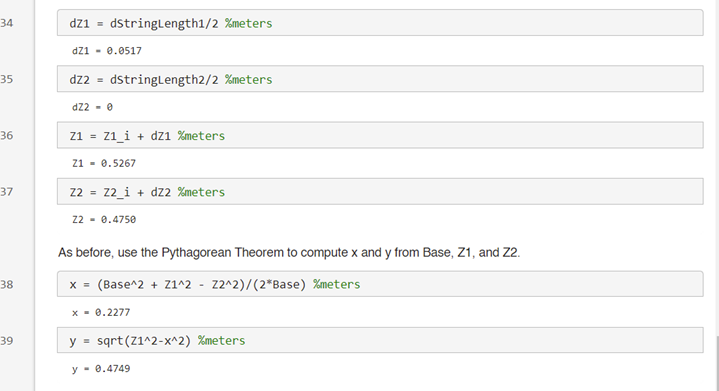 34 dZ1 = dStringLength1/2 %meters
dZ1 = 0.0517
35 dZ2 = dStringLength2/2 %meters
dZ2 = 0
36 Z1 = Z1_i + dZ1 %meters
Z1 = 0.5267
37 Z2 = Z2_i + dZ2 %meters
Z2 = 0.4750
As before, use the Pythagorean Theorem to compute x and y from Base, Z1, and Z2.
38 x = (Base^2 + Z1^2 - Z2^2)/(2*Base) %meters
x = 0.2277
39 y = sqrt(Z1^2-x^2) %meters
y = 0.4749